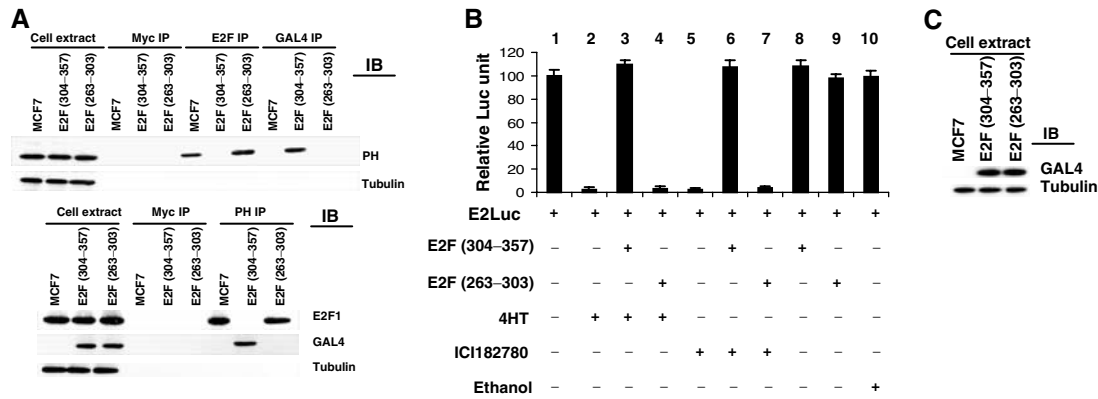 A
Cell extract Myc IP E2F IP GAL4 IP
IB
MCF7 E2F (304–357) E2F (263–303) MCF7 E2F (304–357) E2F (263–303) MCF7 E2F (304–357) E2F (263–303) MCF7 E2F (304–357) E2F (263–303)
PH
Tubulin
Cell extract Myc IP PH IP
IB
MCF7 E2F (304–357) E2F (263–303) MCF7 E2F (304–357) E2F (263–303) MCF7 E2F (304–357) E2F (263–303)
E2F1
GAL4
Tubulin
B
1 2 3 4 5 6 7 8 9 10
Relative Luc unit
120
100
80
60
40
20
0
E2Luc + + + + + + + + + +
E2F (304–357) – – + – – + – + – –
E2F (263–303) – – – + – – + – + –
4HT – + + + – – – – – –
ICI182780 – – – – + + + – – –
Ethanol – – – – – – – – – +
C
Cell extract
MCF7 E2F (304–357) E2F (263–303)
IB
GAL4
Tubulin